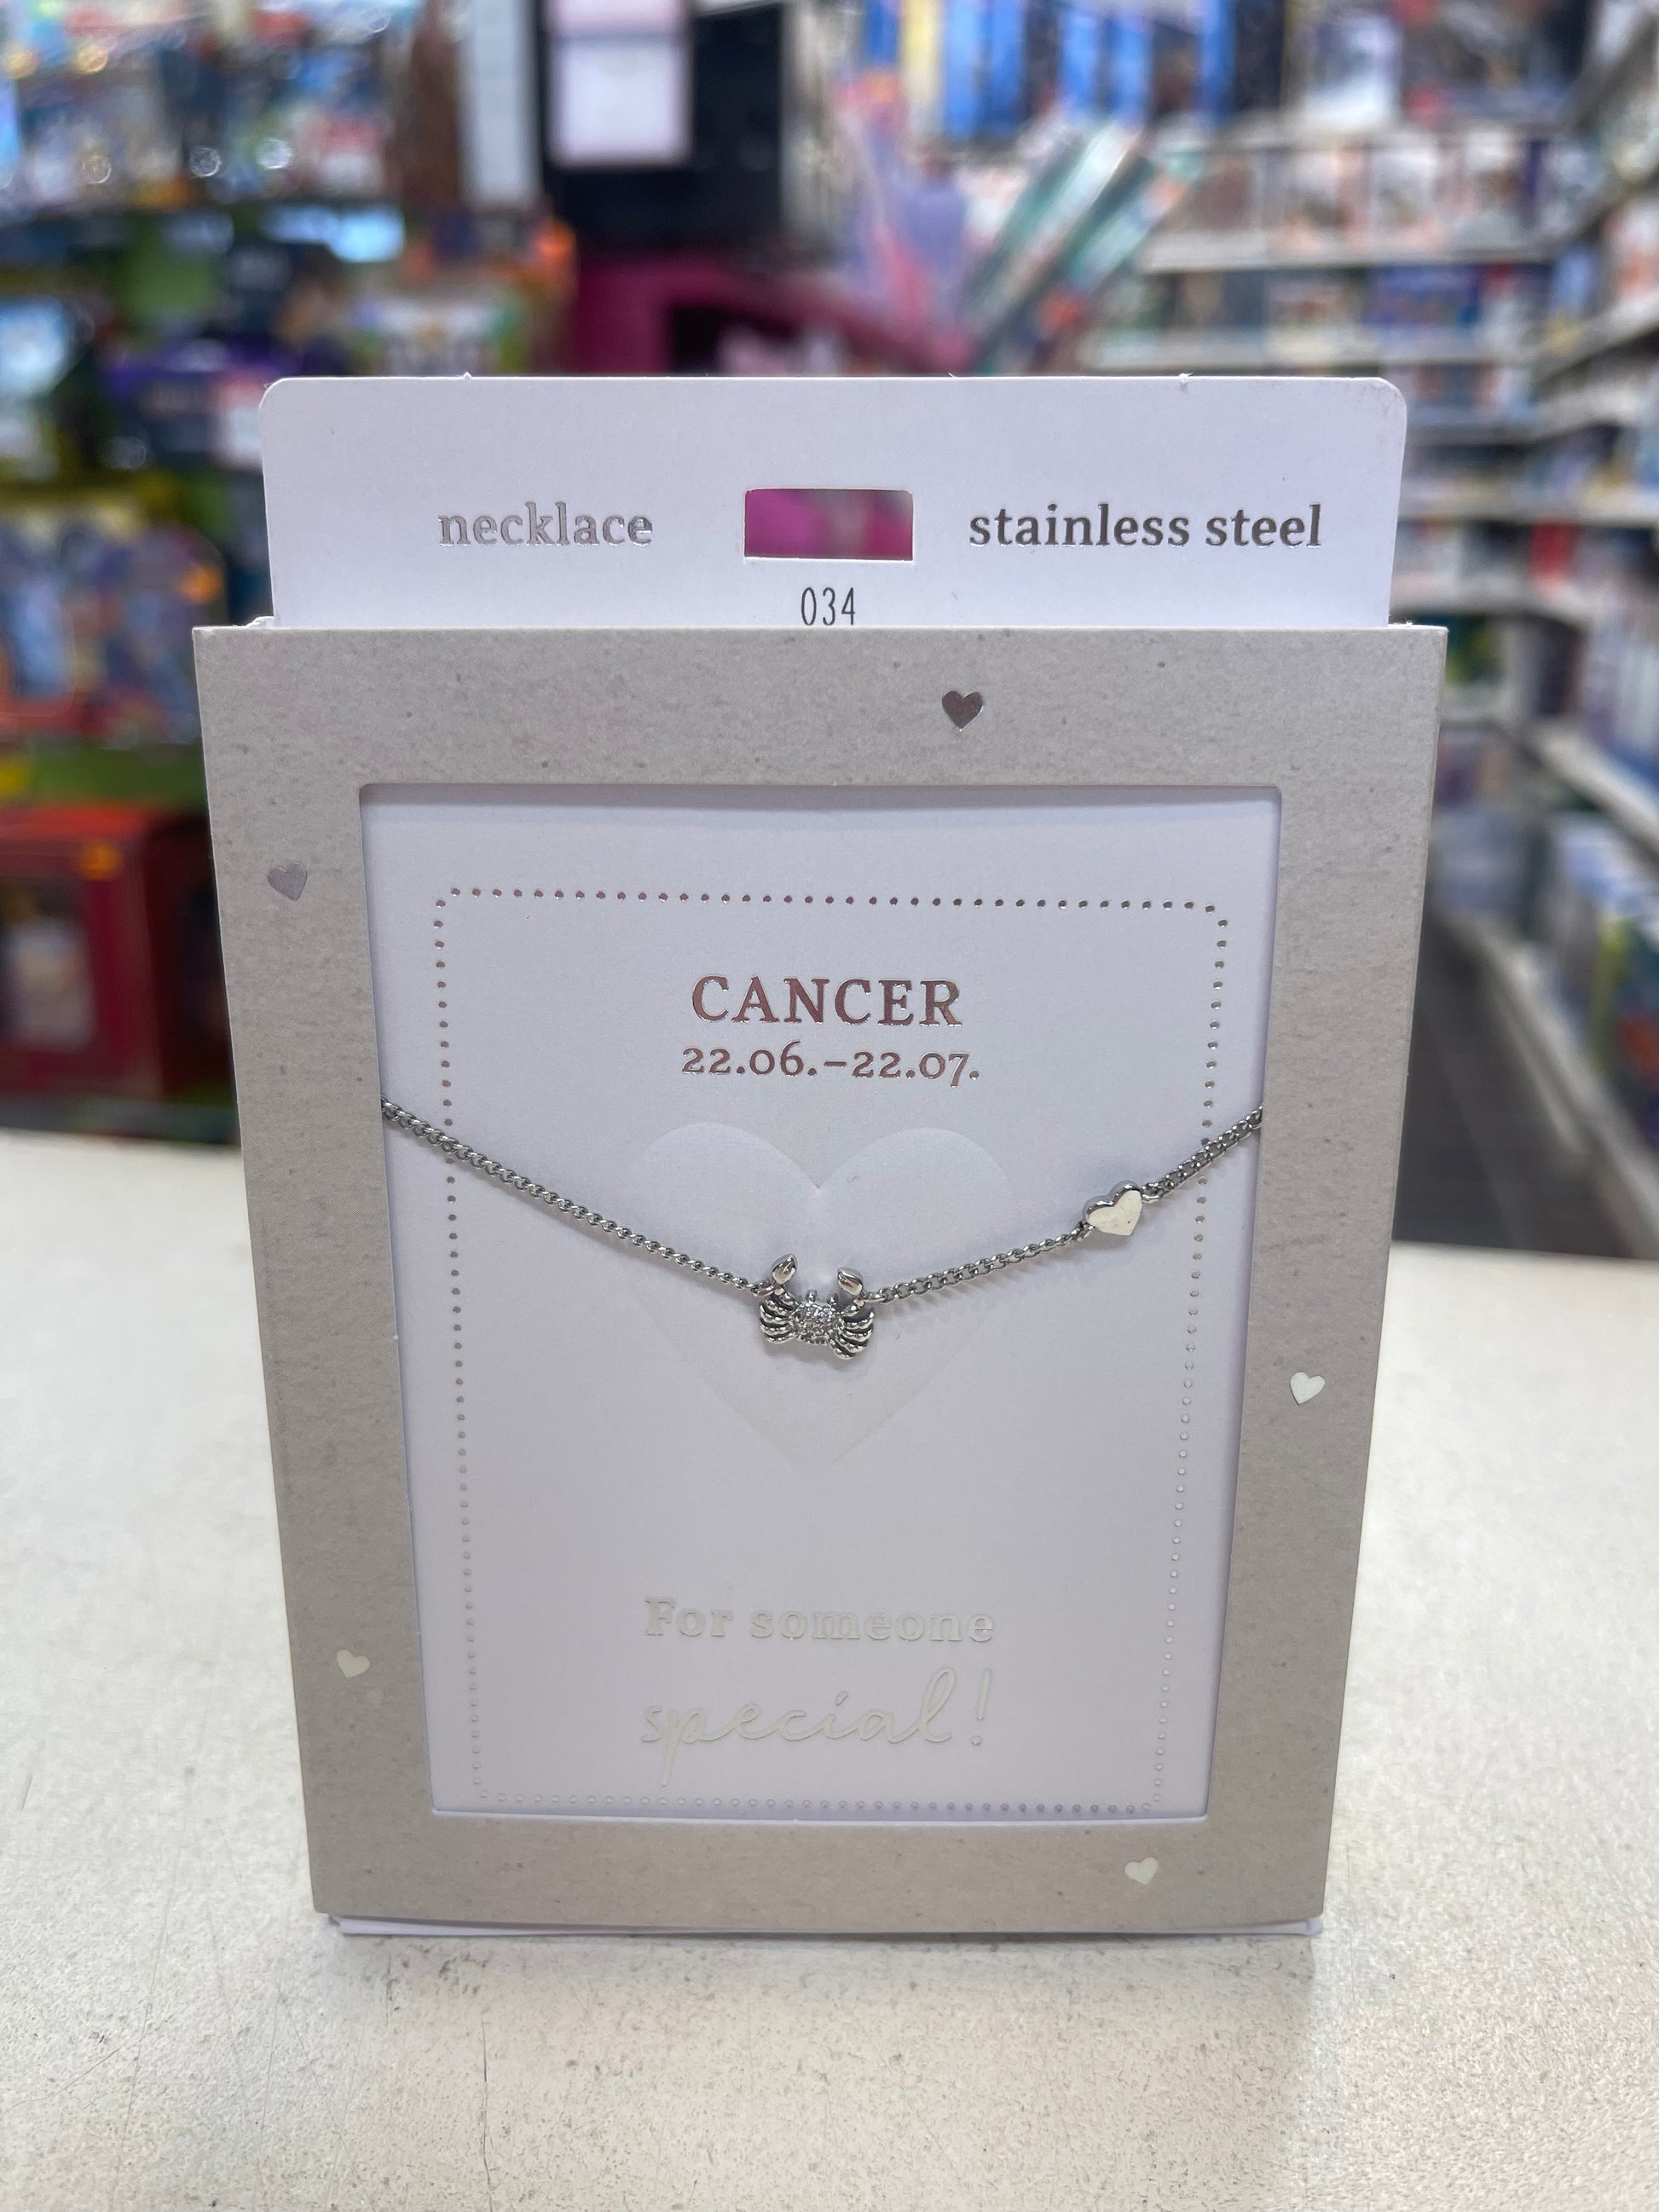 necklace stainless steel
034
CANCER
22.06.–22.07.
For someone
special!